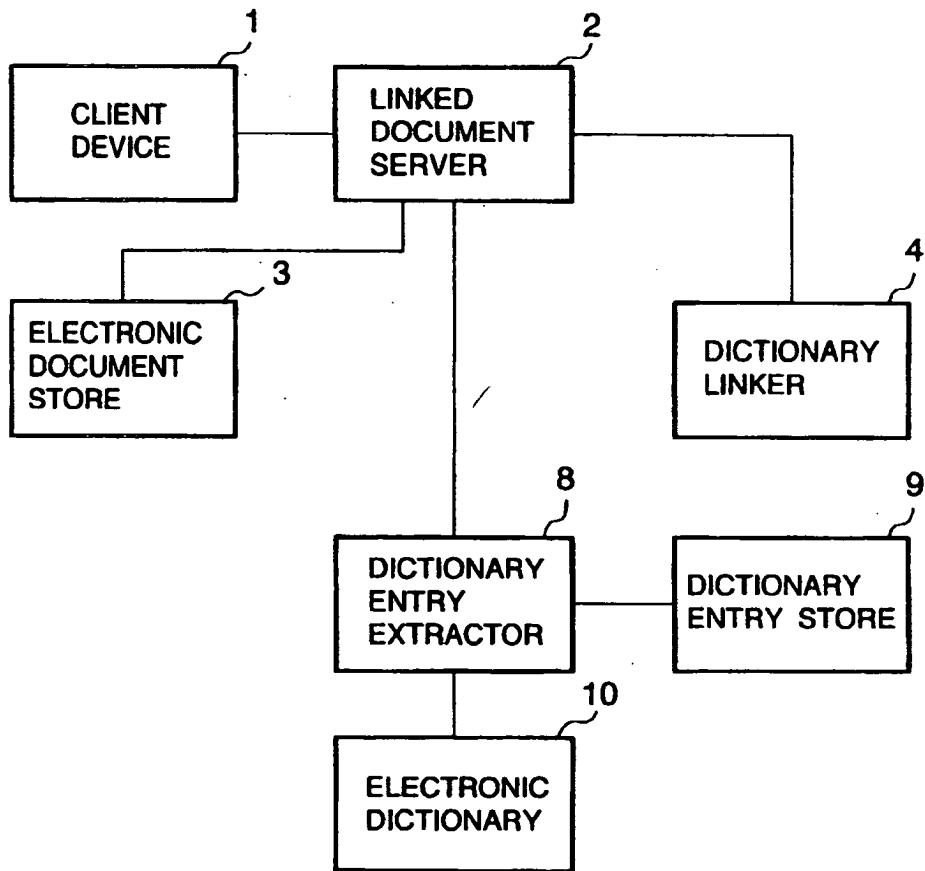 1
CLIENT
DEVICE
2
LINKED
DOCUMENT
SERVER
3
ELECTRONIC
DOCUMENT
STORE
4
DICTIONARY
LINKER
8
DICTIONARY
ENTRY
EXTRACTOR
9
DICTIONARY
ENTRY STORE
10
ELECTRONIC
DICTIONARY